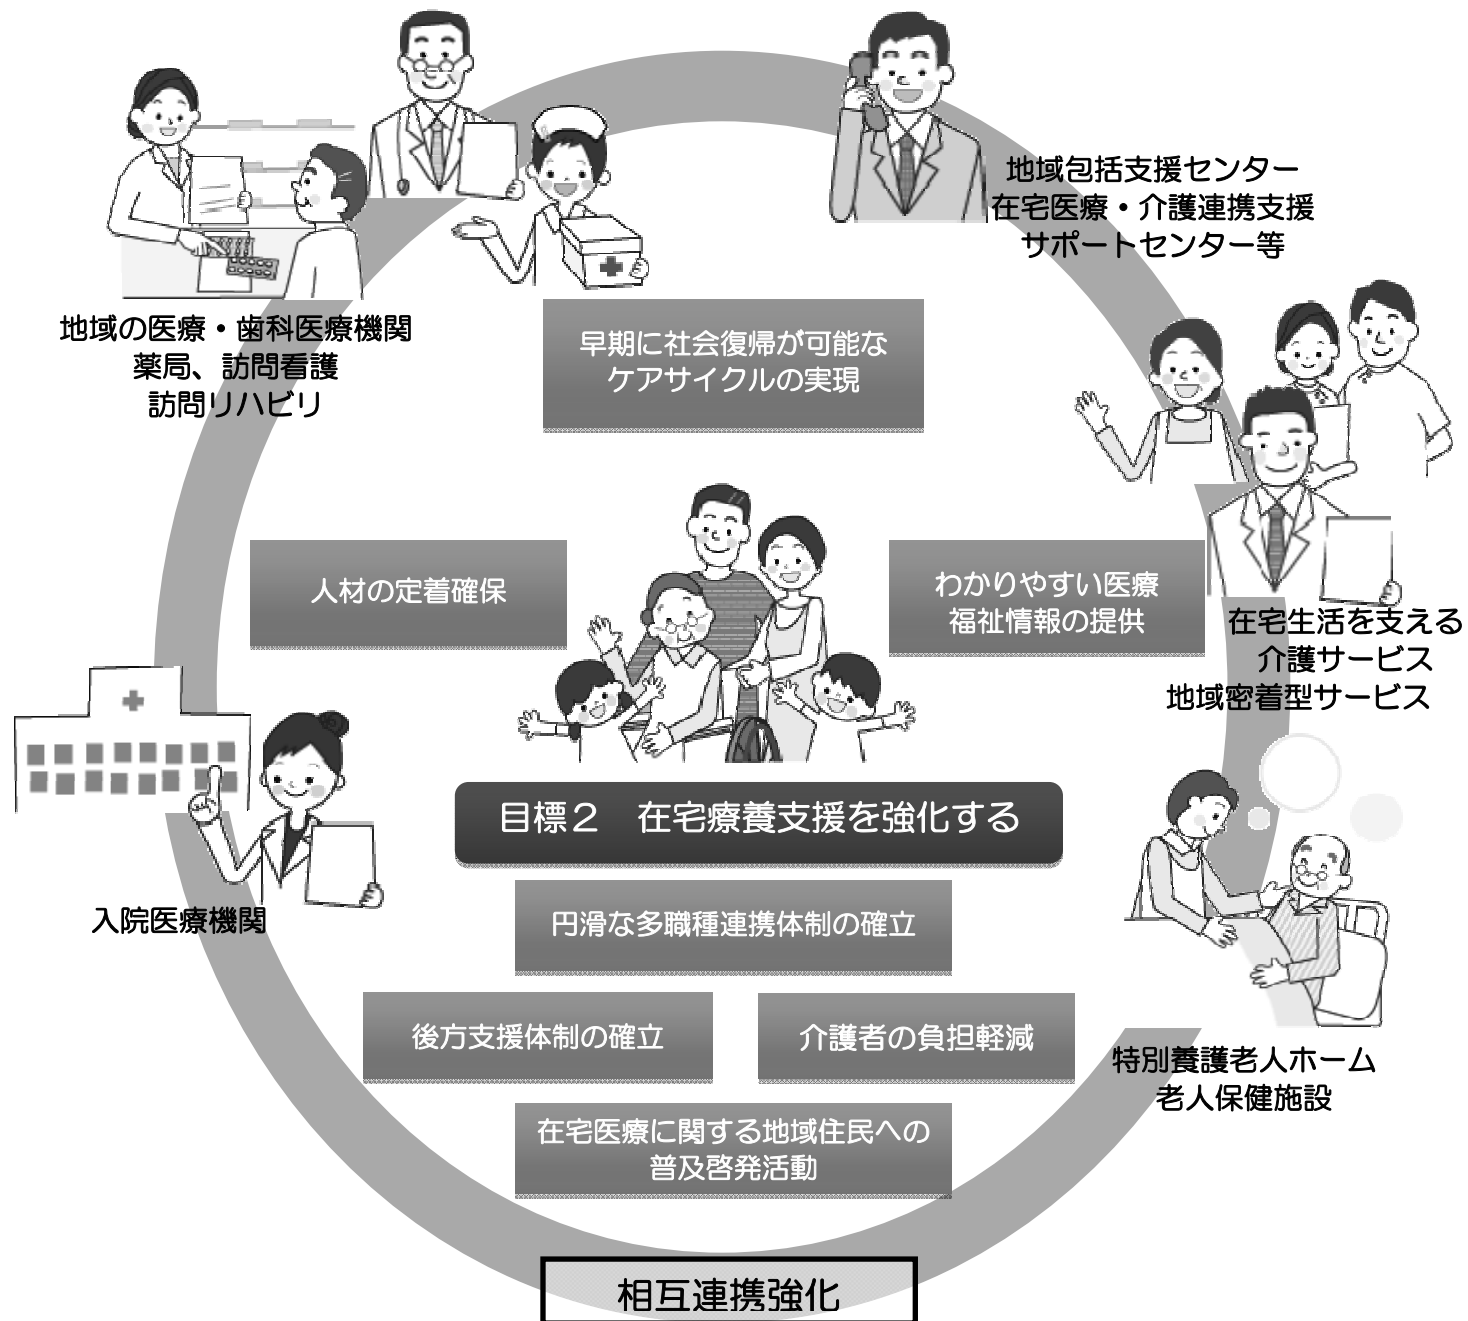 地域包括支援センター
在宅医療・介護連携支援
サポートセンター等
地域の医療・歯科医療機関
薬局、訪問看護
訪問リハビリ
早期に社会復帰が可能な
ケアサイクルの実現
人材の定着確保
わかりやすい医療
福祉情報の提供
在宅生活を支える
介護サービス
地域密着型サービス
目標２　在宅療養支援を強化する
入院医療機関
円滑な多職種連携体制の確立
後方支援体制の確立
介護者の負担軽減
特別養護老人ホーム
老人保健施設
在宅医療に関する地域住民への
普及啓発活動
相互連携強化